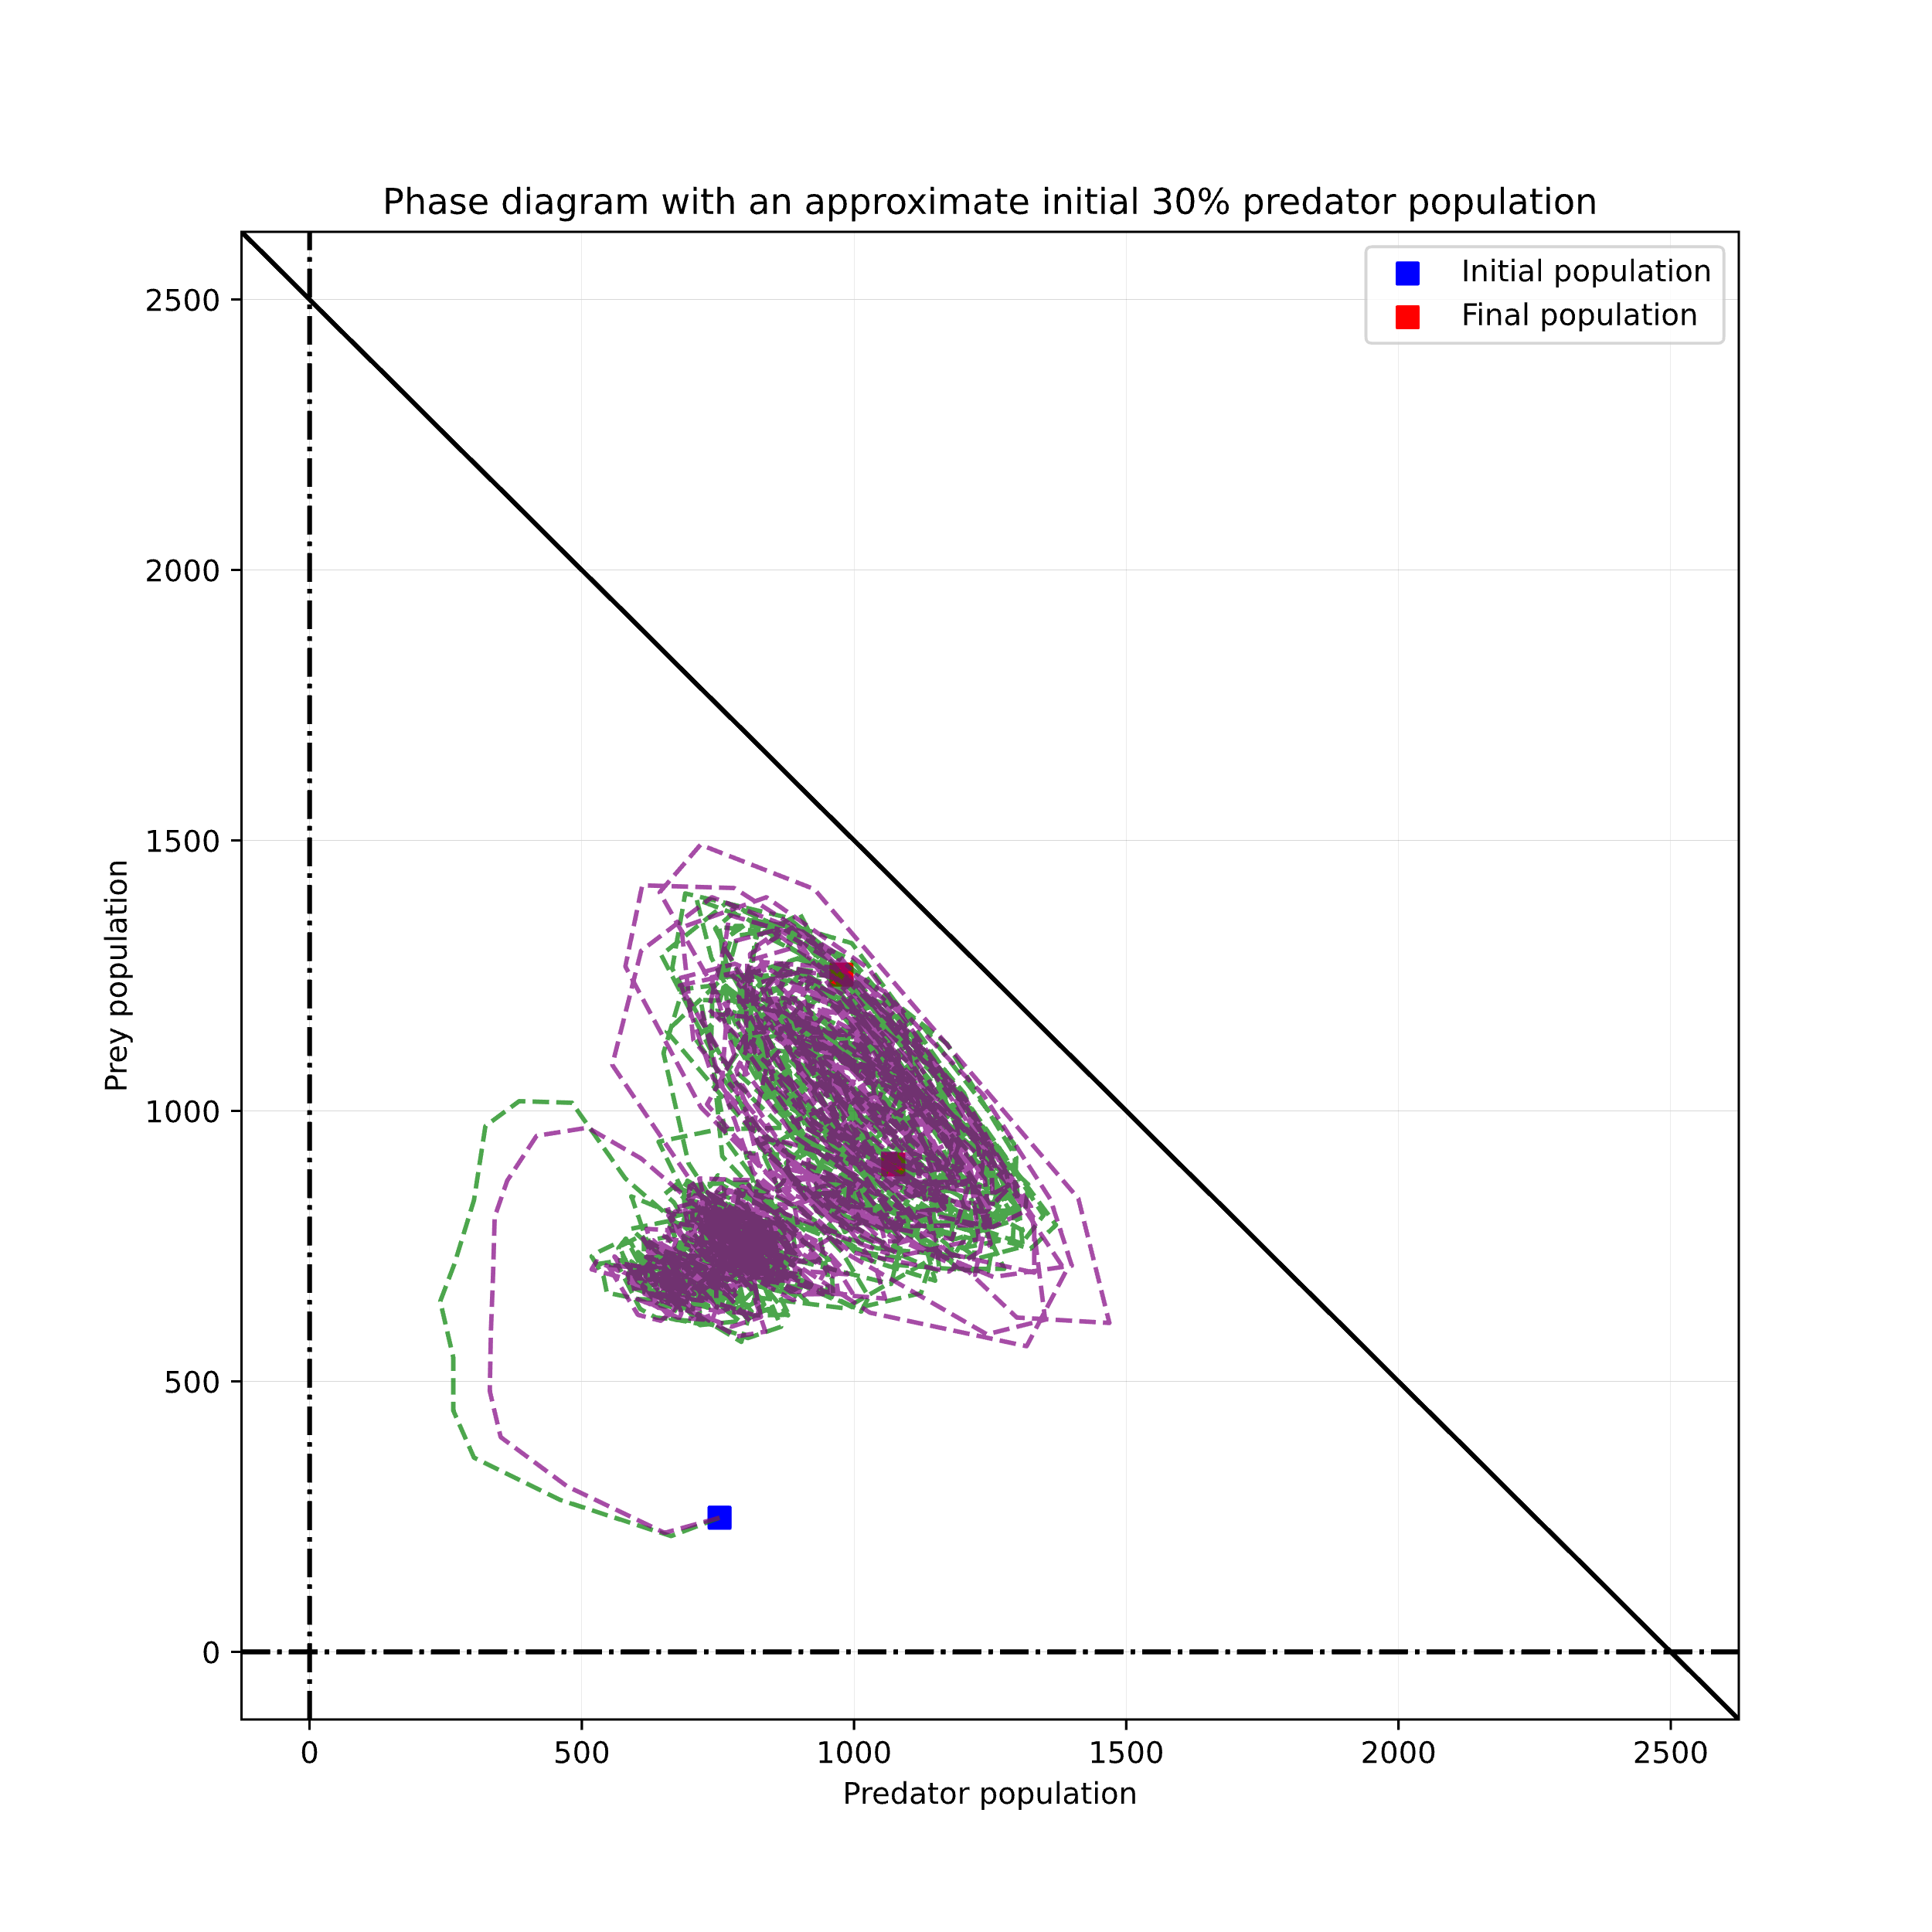 Phase diagram with an approximate initial 30% predator population
Initial population
Final population
2500
2000
1500
1000
500
0
Prey population
0 500 1000 1500 2000 2500
Predator population